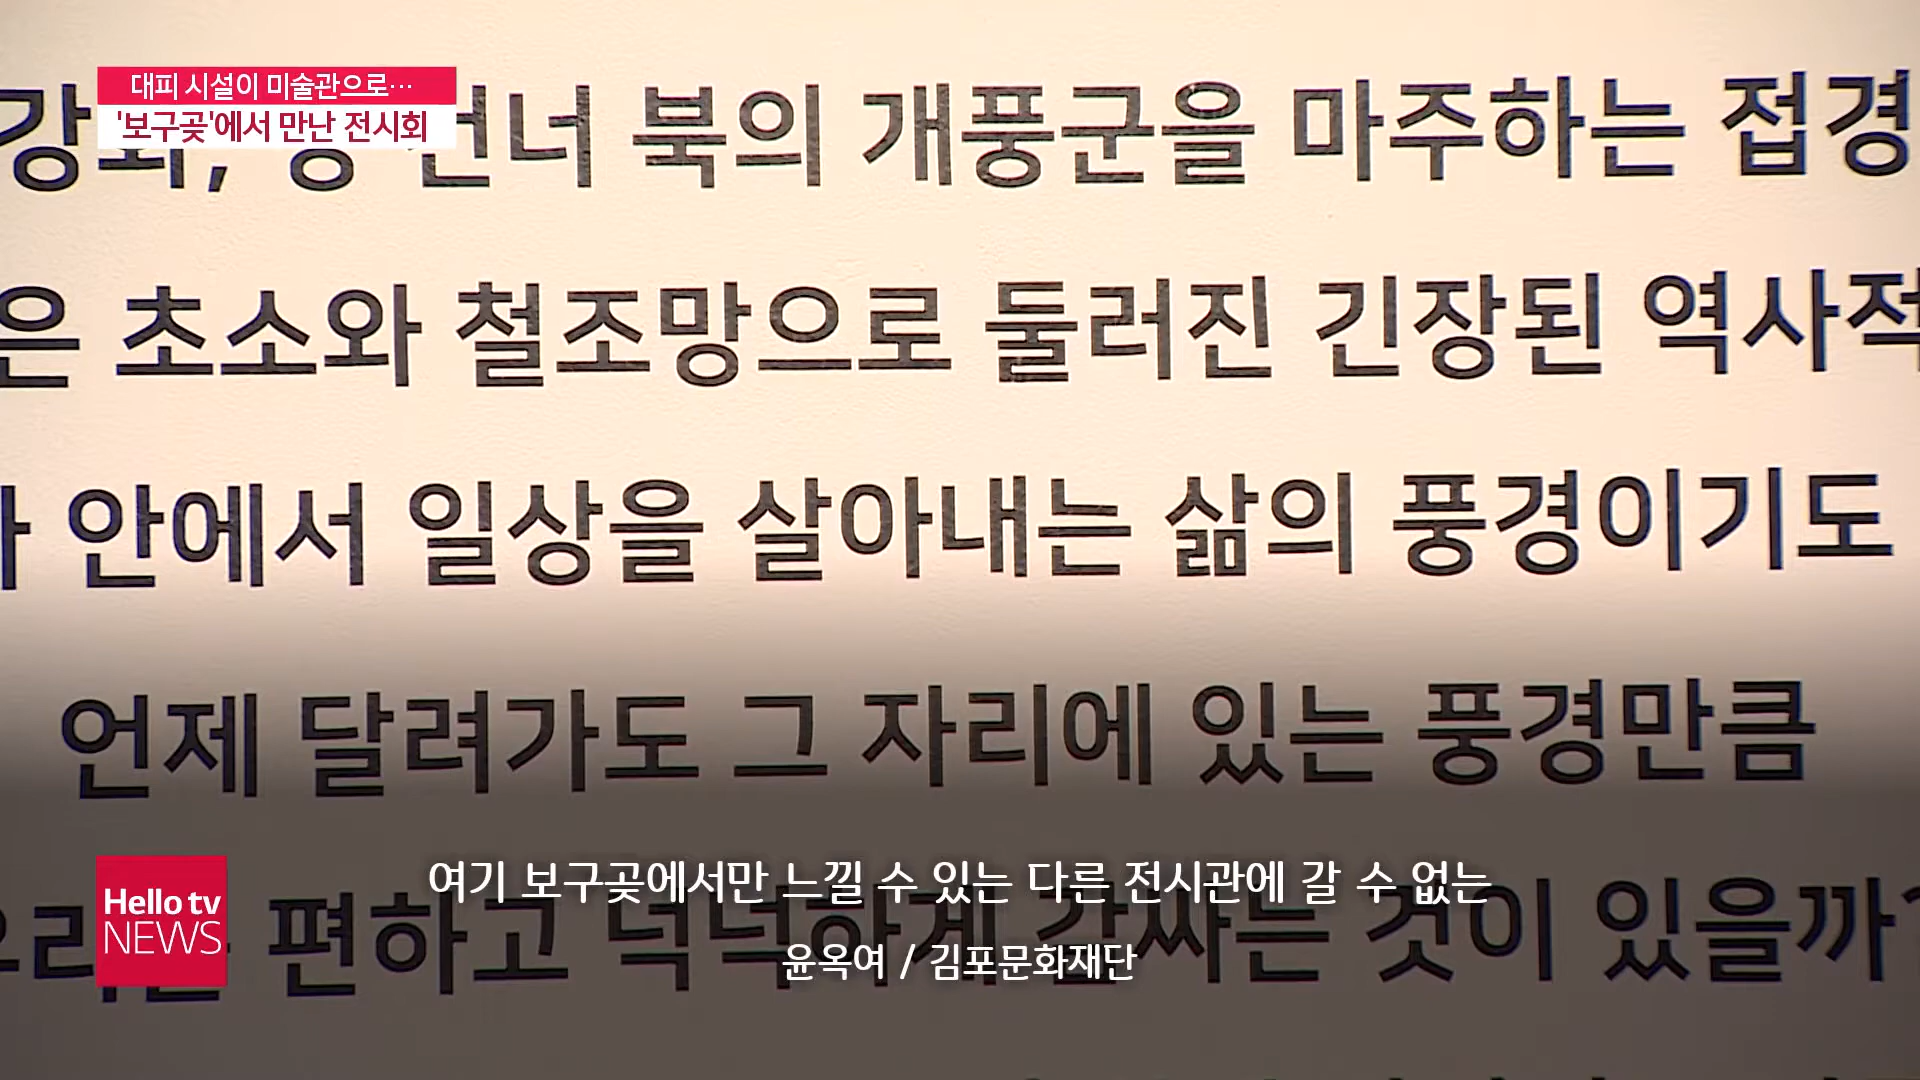 대피 시설이 미술관으로…
'보구곶'에서 만난 전시회
건너 북의 개풍군을 마주하는 접경
은 초소와 철조망으로 둘러진 긴장된 역사적
안에서 일상을 살아내는 삶의 풍경이기도
언제 달려가도 그 자리에 있는 풍경만큼
편하고 덕덕하게 감싸는 것이 있을까?
여기 보구곶에서만 느낄 수 있는 다른 전시관에 갈 수 없는
윤옥여 / 김포문화재단
Hello tv
NEWS